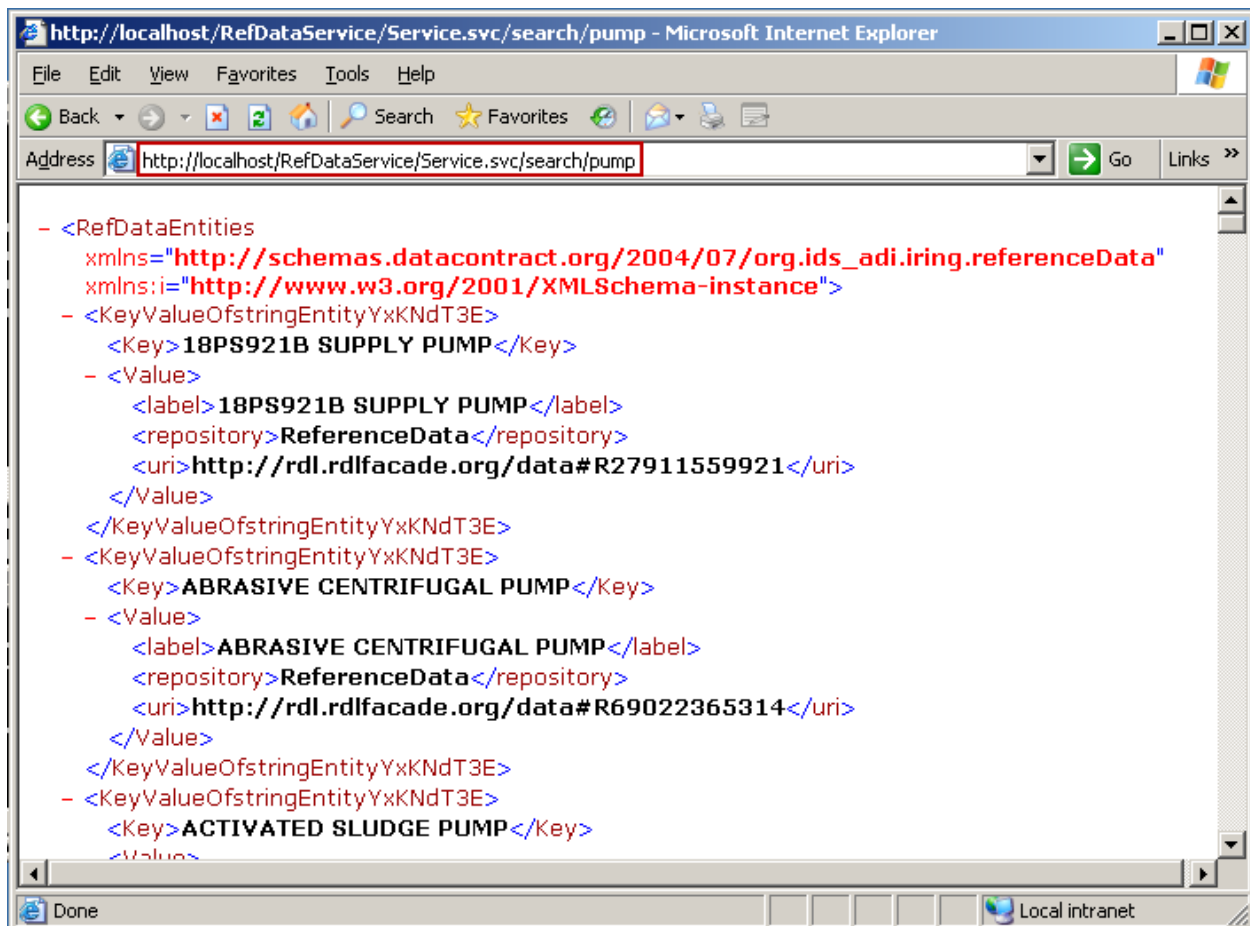 http://localhost/RefDataService/Service.svc/search/pump - Microsoft Internet Explorer
File Edit View Favorites Tools Help
Back Search Favorites
Address http://localhost/RefDataService/Service.svc/search/pump Go Links »
- <RefDataEntities
xmlns="http://schemas.datacontract.org/2004/07/org.ids_adi.iring.referenceData"
xmlns:i="http://www.w3.org/2001/XMLSchema-instance">
- <KeyValueOfstringEntityYxKNdT3E>
<Key>18PS921B SUPPLY PUMP</Key>
- <Value>
<label>18PS921B SUPPLY PUMP</label>
<repository>ReferenceData</repository>
<uri>http://rdl.rdlfacade.org/data#R27911559921</uri>
</Value>
</KeyValueOfstringEntityYxKNdT3E>
- <KeyValueOfstringEntityYxKNdT3E>
<Key>ABRASIVE CENTRIFUGAL PUMP</Key>
- <Value>
<label>ABRASIVE CENTRIFUGAL PUMP</label>
<repository>ReferenceData</repository>
<uri>http://rdl.rdlfacade.org/data#R69022365314</uri>
</Value>
</KeyValueOfstringEntityYxKNdT3E>
- <KeyValueOfstringEntityYxKNdT3E>
<Key>ACTIVATED SLUDGE PUMP</Key>
<Value>
Done Local intranet